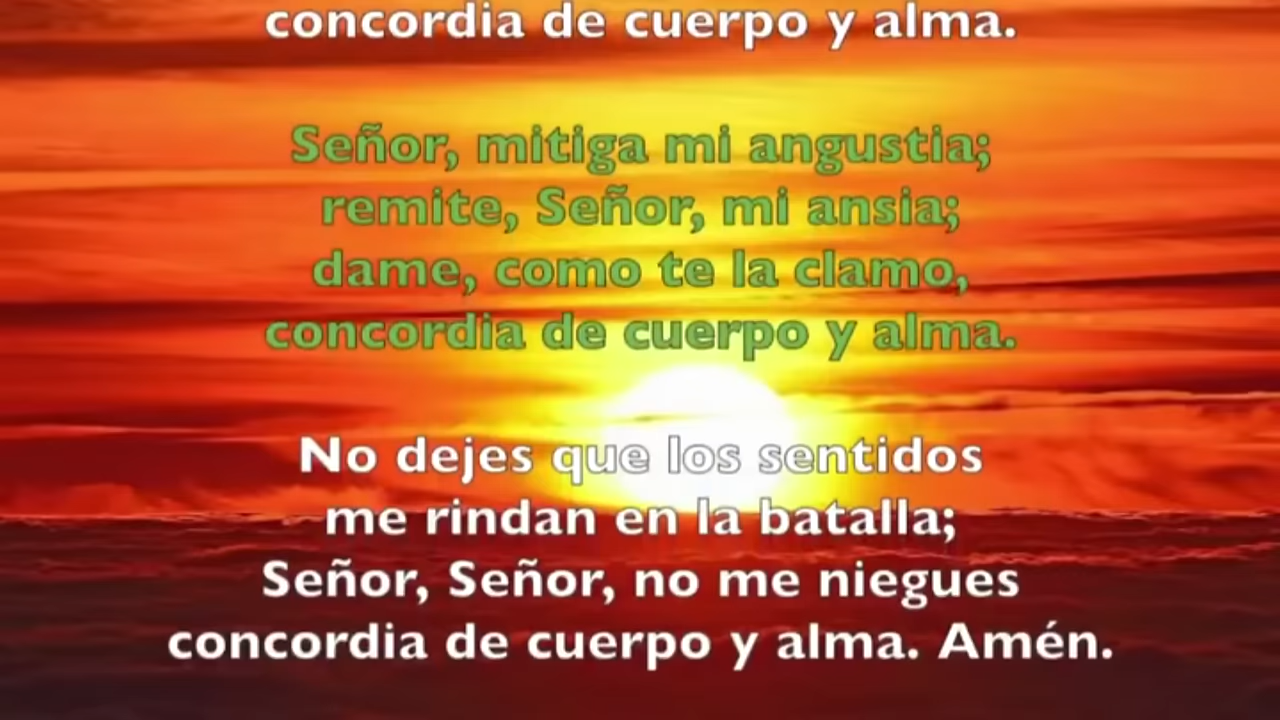 concordia de cuerpo y alma.
Señor, mitiga mi angustia;
remite, Señor, mi ansia;
dame, como te la clamo,
concordia de cuerpo y alma.
No dejes que los sentidos
me rindan en la batalla;
Señor, Señor, no me niegues
concordia de cuerpo y alma. Amén.